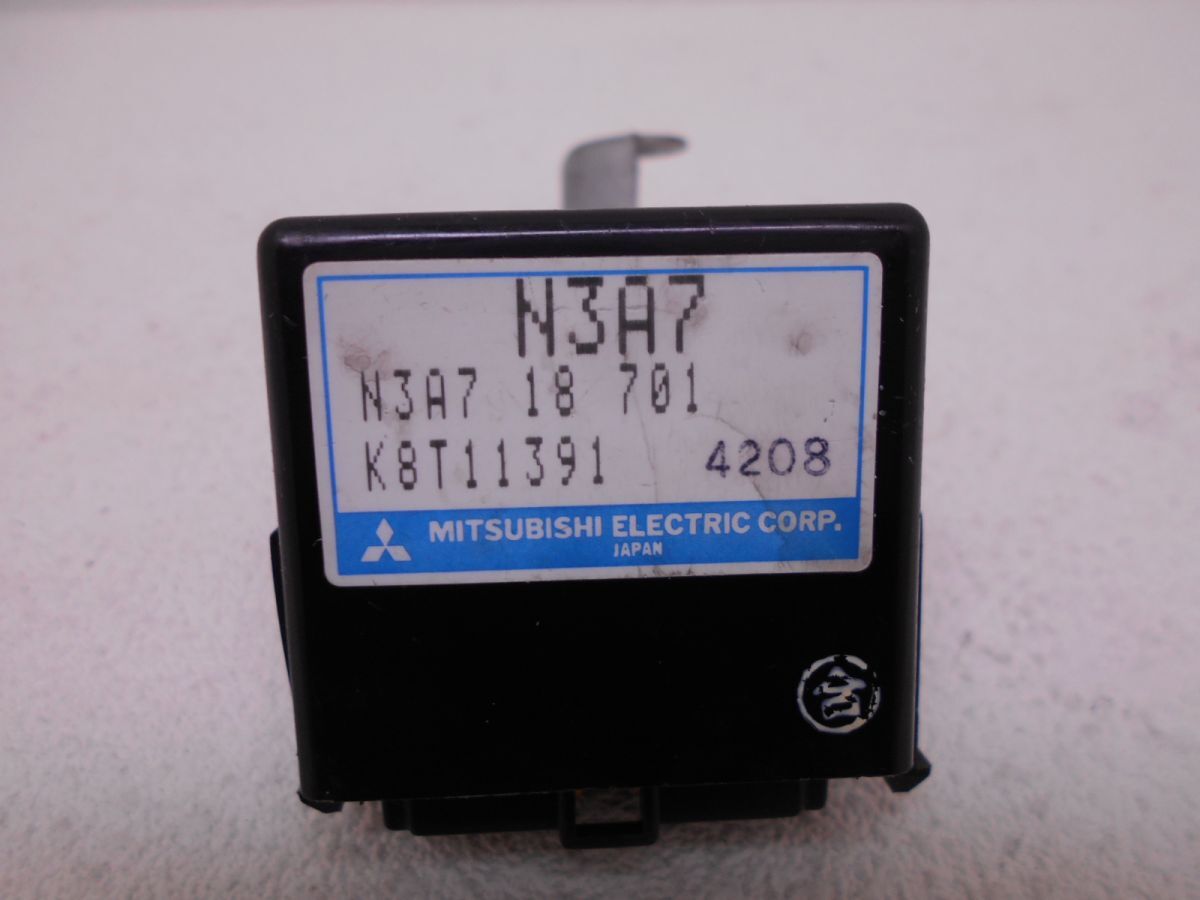 N3A7
N3A7 18 701
K8T11391 4208
MITSUBISHI ELECTRIC CORP.
JAPAN